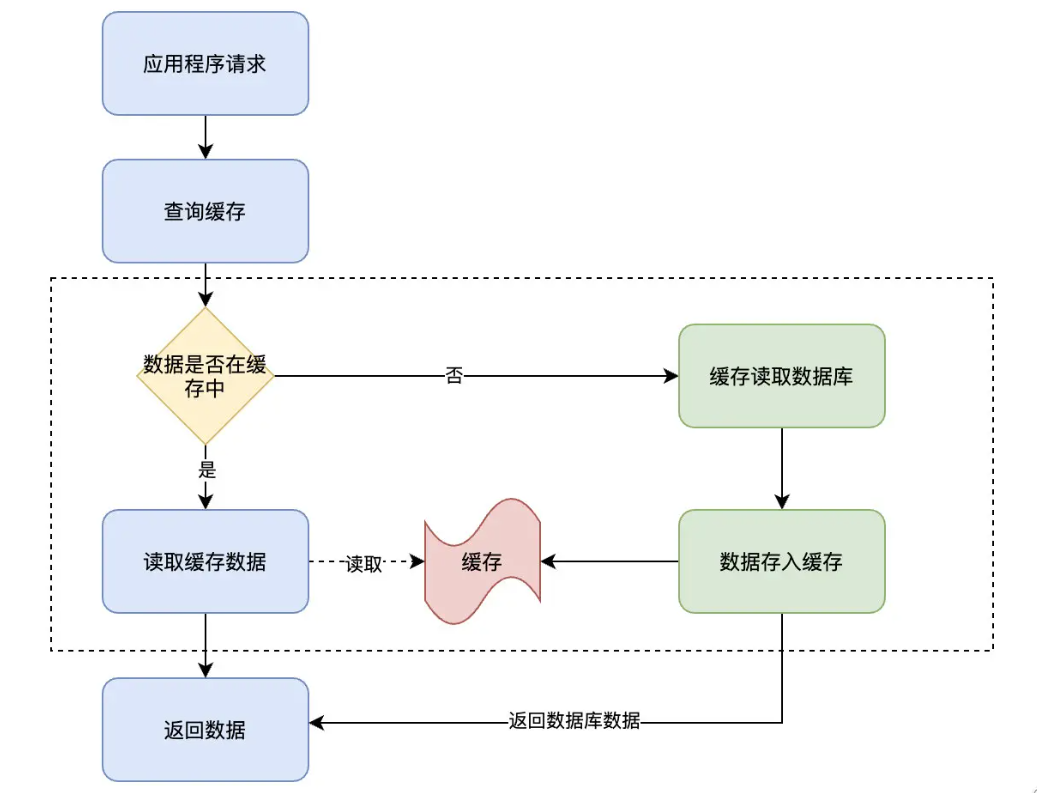 应用程序请求
查询缓存
数据是否在缓
存中
否
缓存读取数据库
是
读取缓存数据
读取
缓存
数据存入缓存
返回数据
返回数据库数据